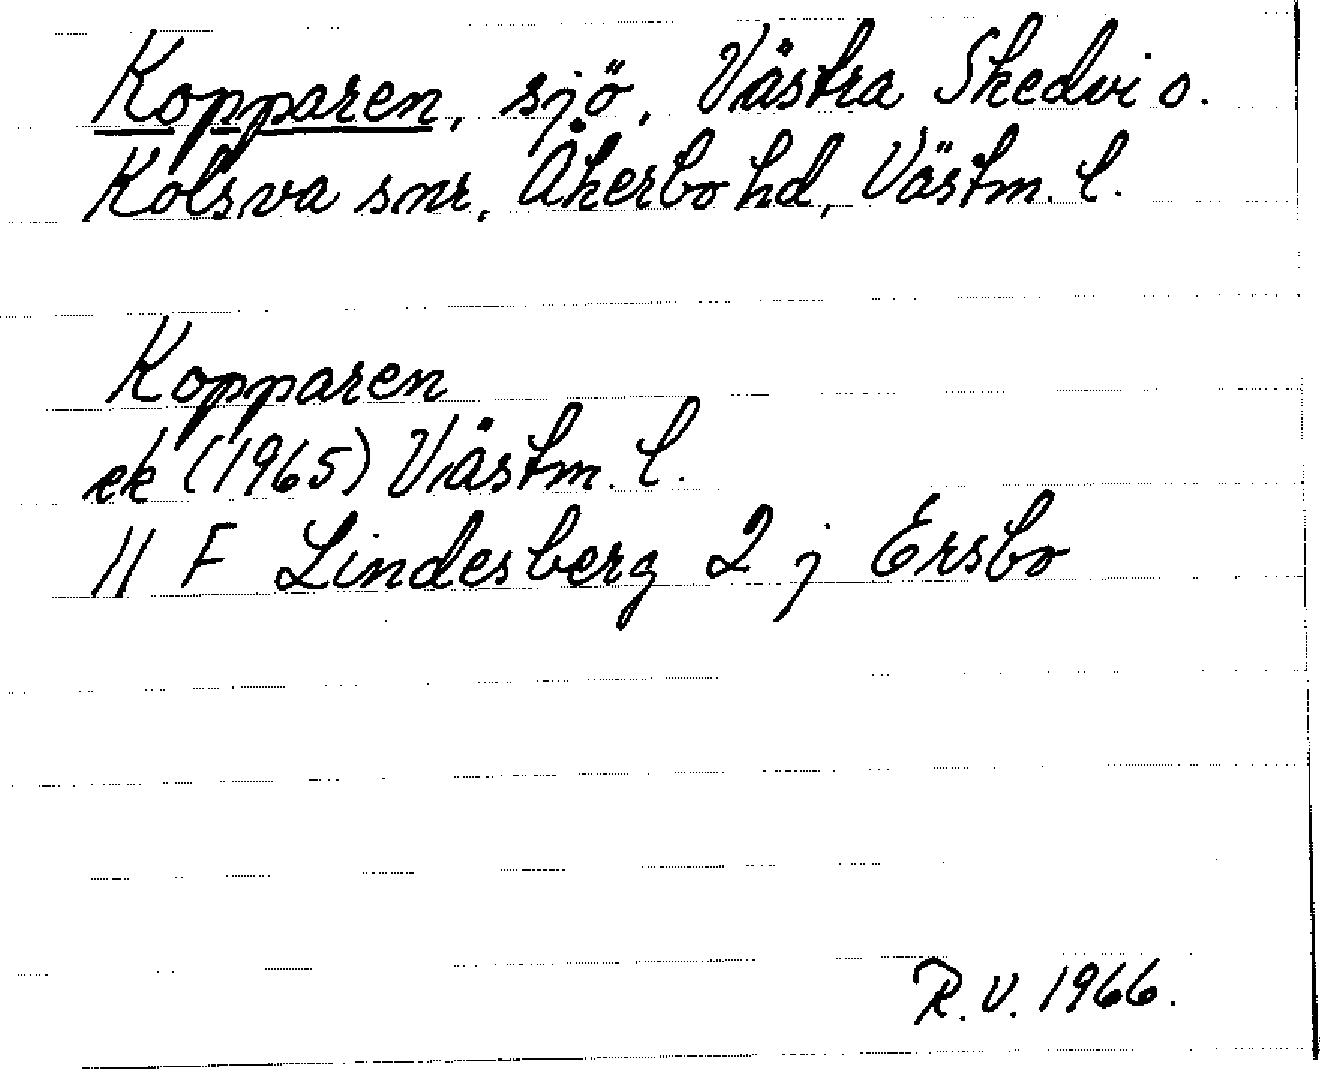 Kopparen, sjö, Västra Skedvi o.
Kolsva snr, Åkerbo hd, Västm. l.
Kopparen
ek (1965) Västm. l.
11 F Lindesberg 2 j Ersbo
R.V. 1966.